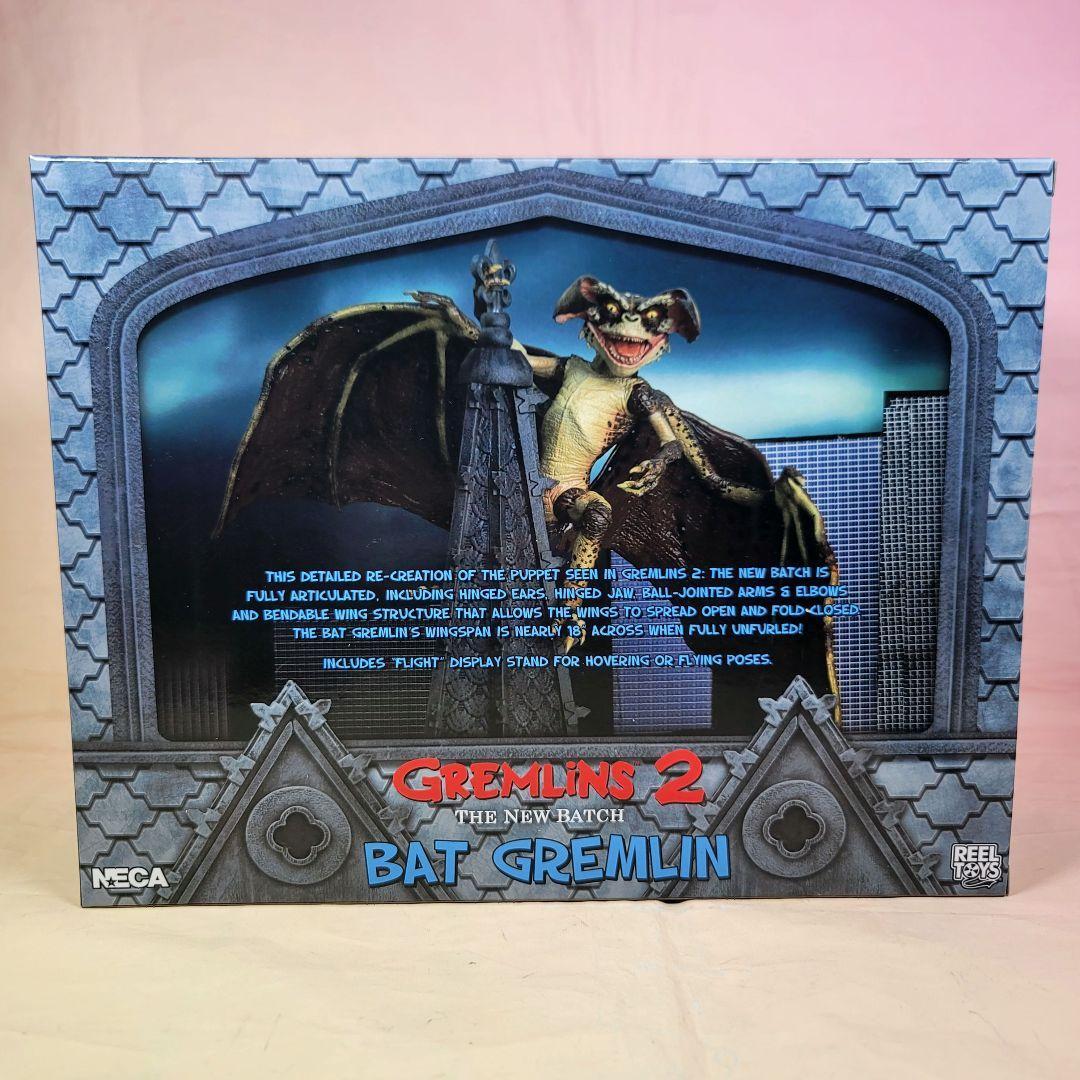 THIS DETAILED RE-CREATION OF THE PUPPET SEEN IN GREMLINS 2: THE NEW BATCH IS
FULLY ARTICULATED, INCLUDING HINGED EARS, HINGED JAW, BALL-JOINTED ARMS & ELBOWS
AND BENDABLE WING STRUCTURE THAT ALLOWS THE WINGS TO SPREAD OPEN AND FOLD CLOSED.
THE BAT GREMLIN'S WINGSPAN IS NEARLY 18" ACROSS WHEN FULLY UNFURLED!
INCLUDES "FLIGHT" DISPLAY STAND FOR HOVERING OR FLYING POSES.
GREMLINS™ 2
THE NEW BATCH
BAT GREMLIN
NECA
REEL
TOYS